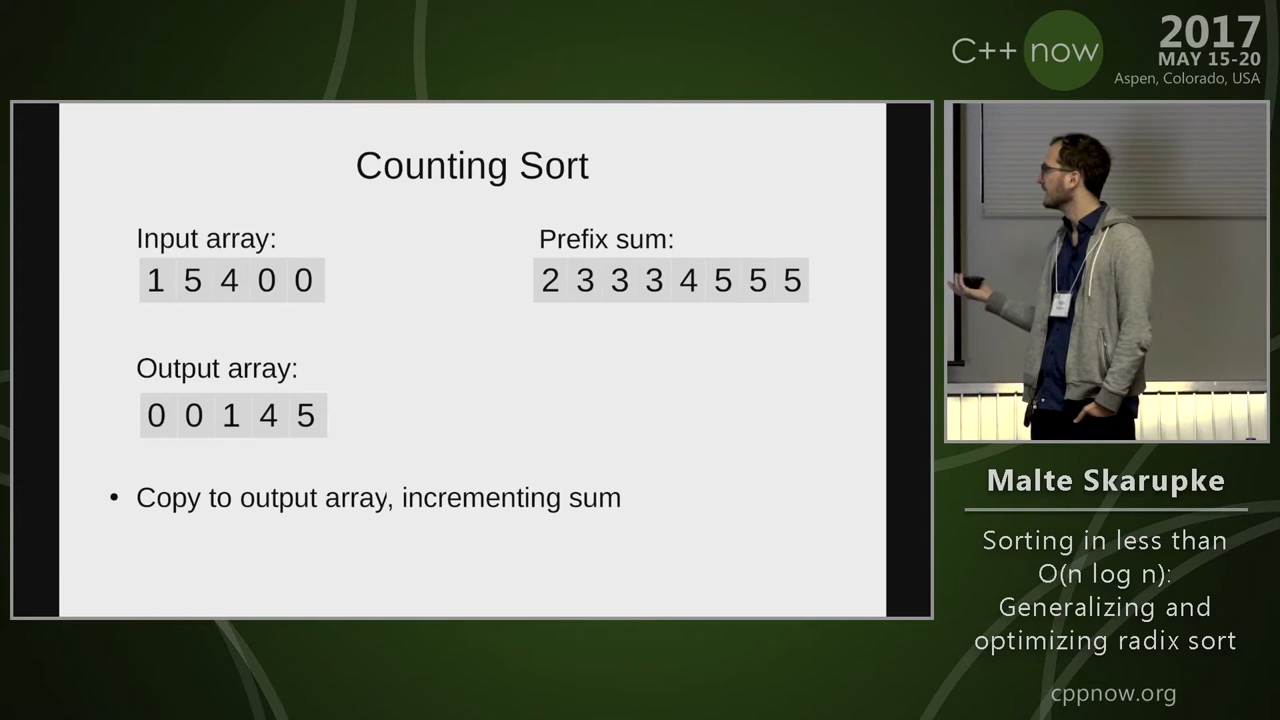 C++ now
2017
MAY 15-20
Aspen, Colorado, USA
Counting Sort
Input array:
1 5 4 0 0
Prefix sum:
2 3 3 3 4 5 5 5
Output array:
0 0 1 4 5
• Copy to output array, incrementing sum
Malte Skarupke
Sorting in less than
O(n log n):
Generalizing and
optimizing radix sort
cppnow.org